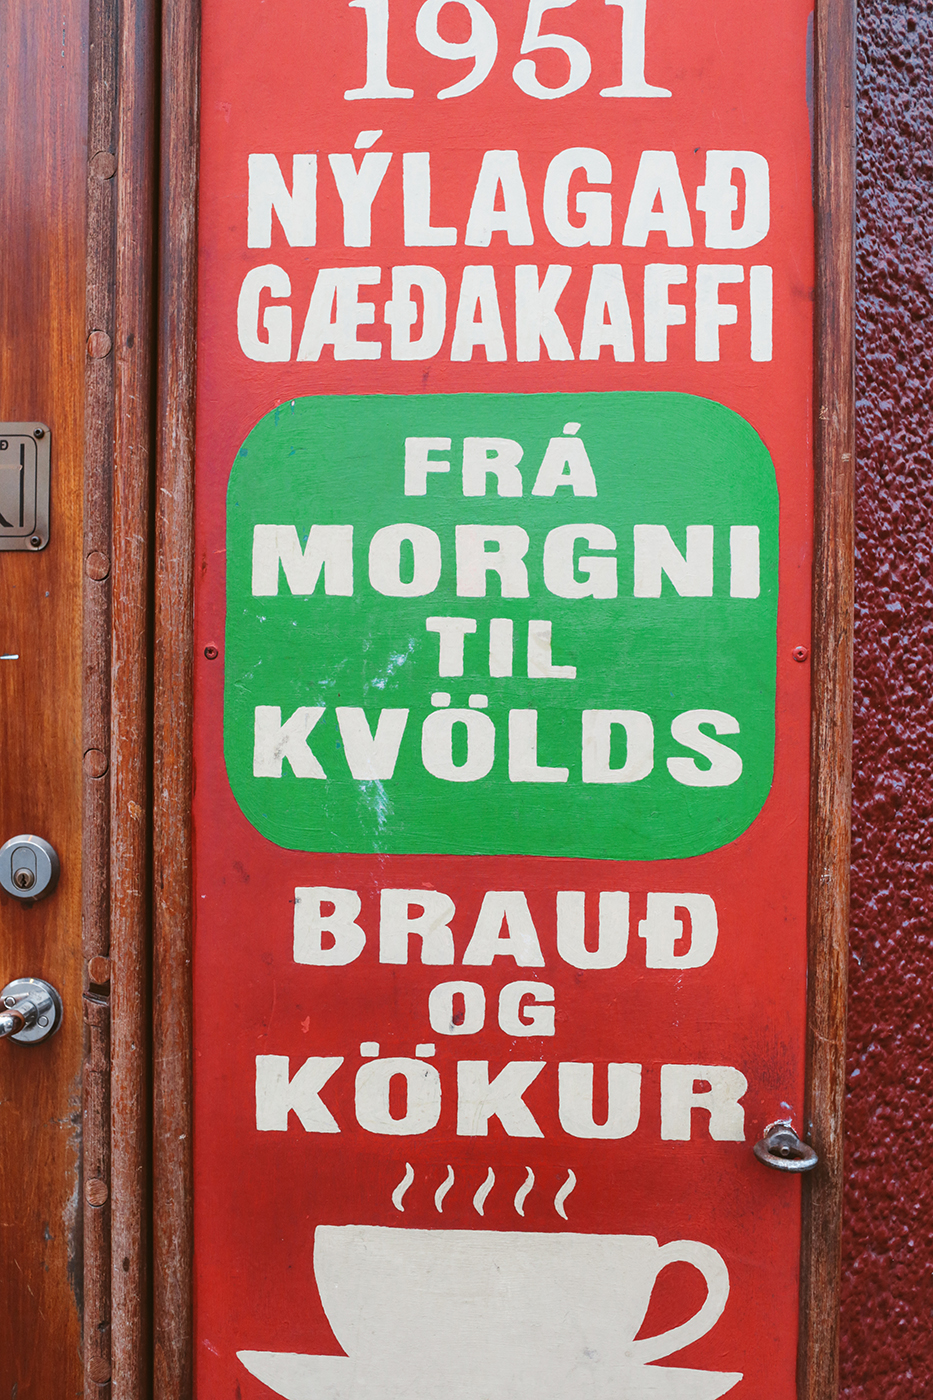 1951
NÝLAGAÐ
GÆÐAKAFFI
FRÁ
MORGNI
TIL
KVÖLDS
BRAUÐ
OG
KÖKUR